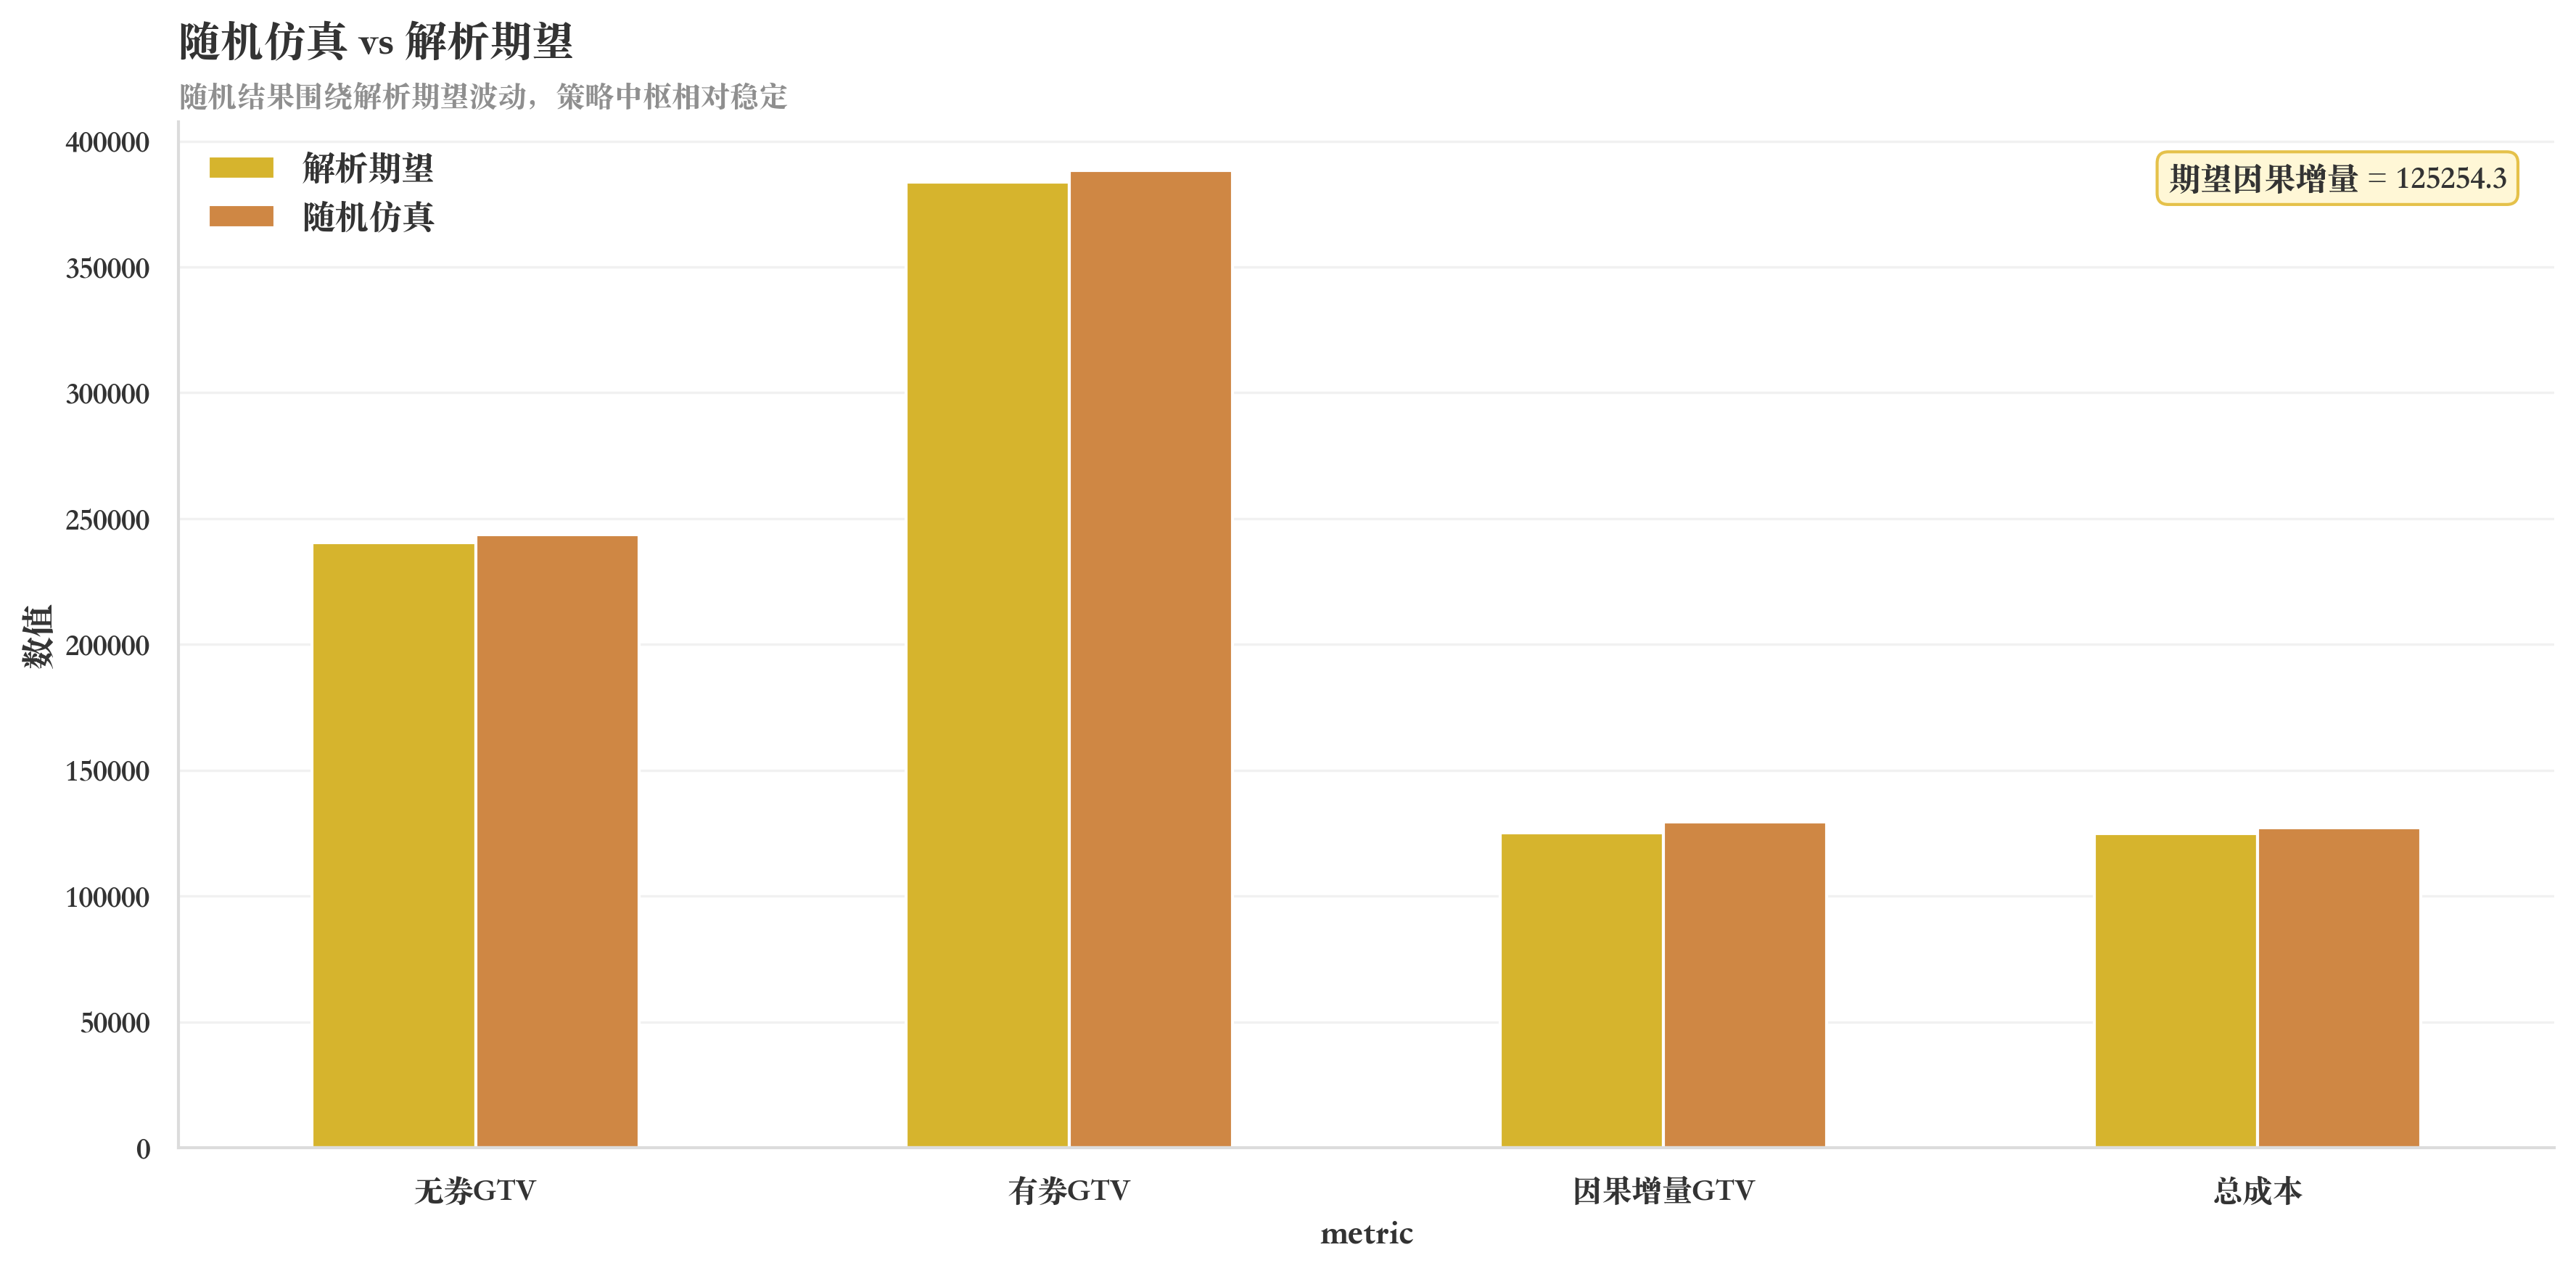 随机仿真 vs 解析期望
随机结果围绕解析期望波动，策略中枢相对稳定
解析期望
随机仿真
期望因果增量 = 125254.3
数值
400000
350000
300000
250000
200000
150000
100000
50000
0
无券GTV
有券GTV
因果增量GTV
总成本
metric